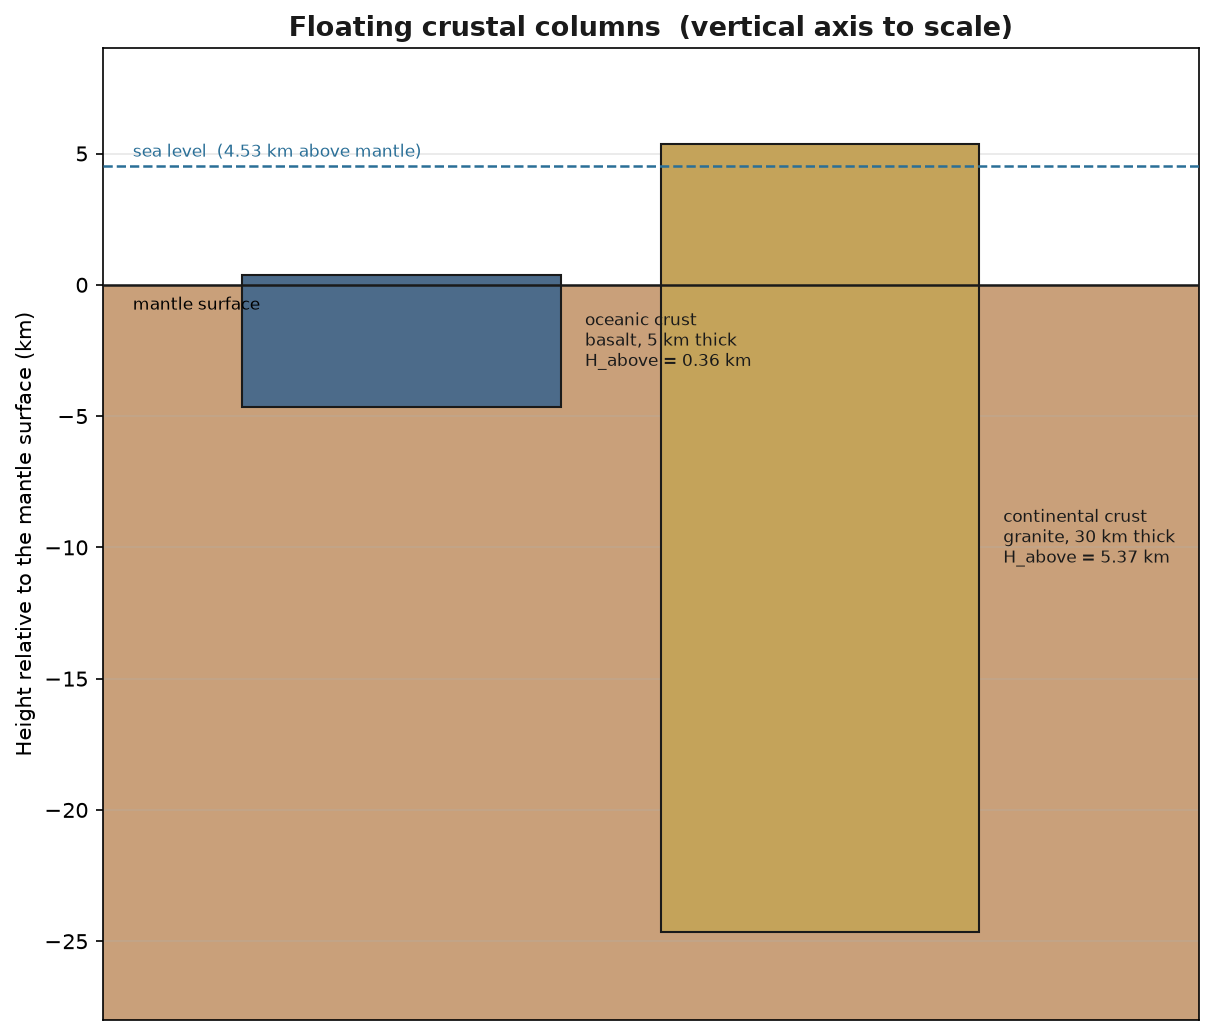 Floating crustal columns  (vertical axis to scale)
Height relative to the mantle surface (km)
5
0
−5
−10
−15
−20
−25
sea level  (4.53 km above mantle)
mantle surface
oceanic crust
basalt, 5 km thick
H_above = 0.36 km
continental crust
granite, 30 km thick
H_above = 5.37 km